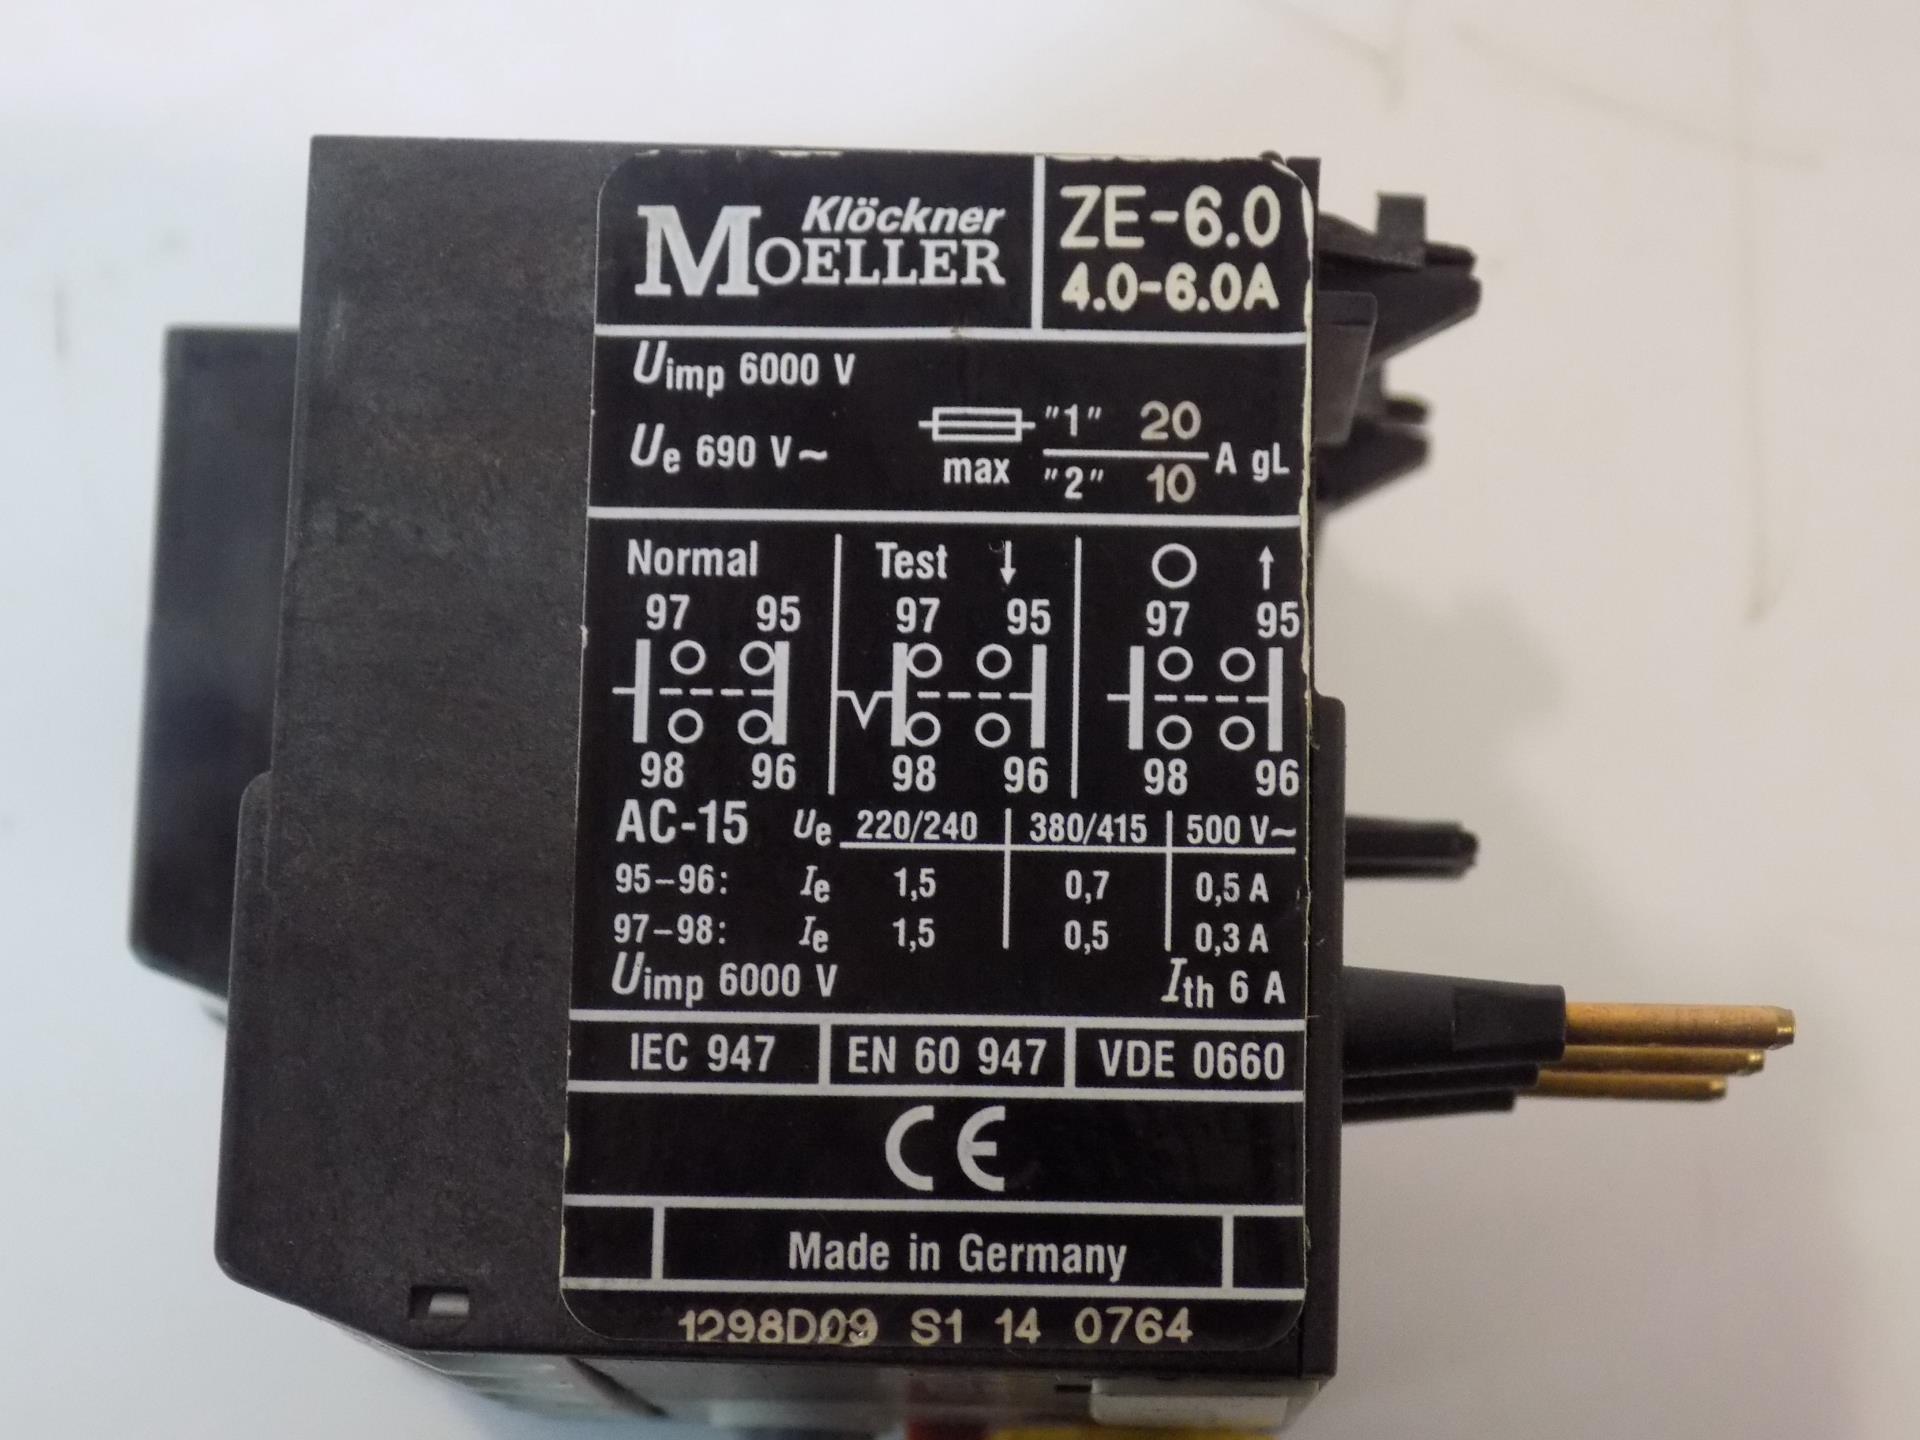 Klöckner
MOELLER
ZE-6.0
4.0-6.0A
Uimp 6000 V
Ue 690 V~
max "1" 20
"2" 10 A gL
Normal Test ↓ ○ ↑
97 95 97 95 97 95
98 96 98 96 98 96
AC-15 Ue 220/240 380/415 500 V~
95-96: Ie 1,5 0,7 0,5 A
97-98: Ie 1,5 0,5 0,3 A
Uimp 6000 V Ith 6 A
IEC 947 EN 60 947 VDE 0660
CE
Made in Germany
1298D09 S1 14 0764